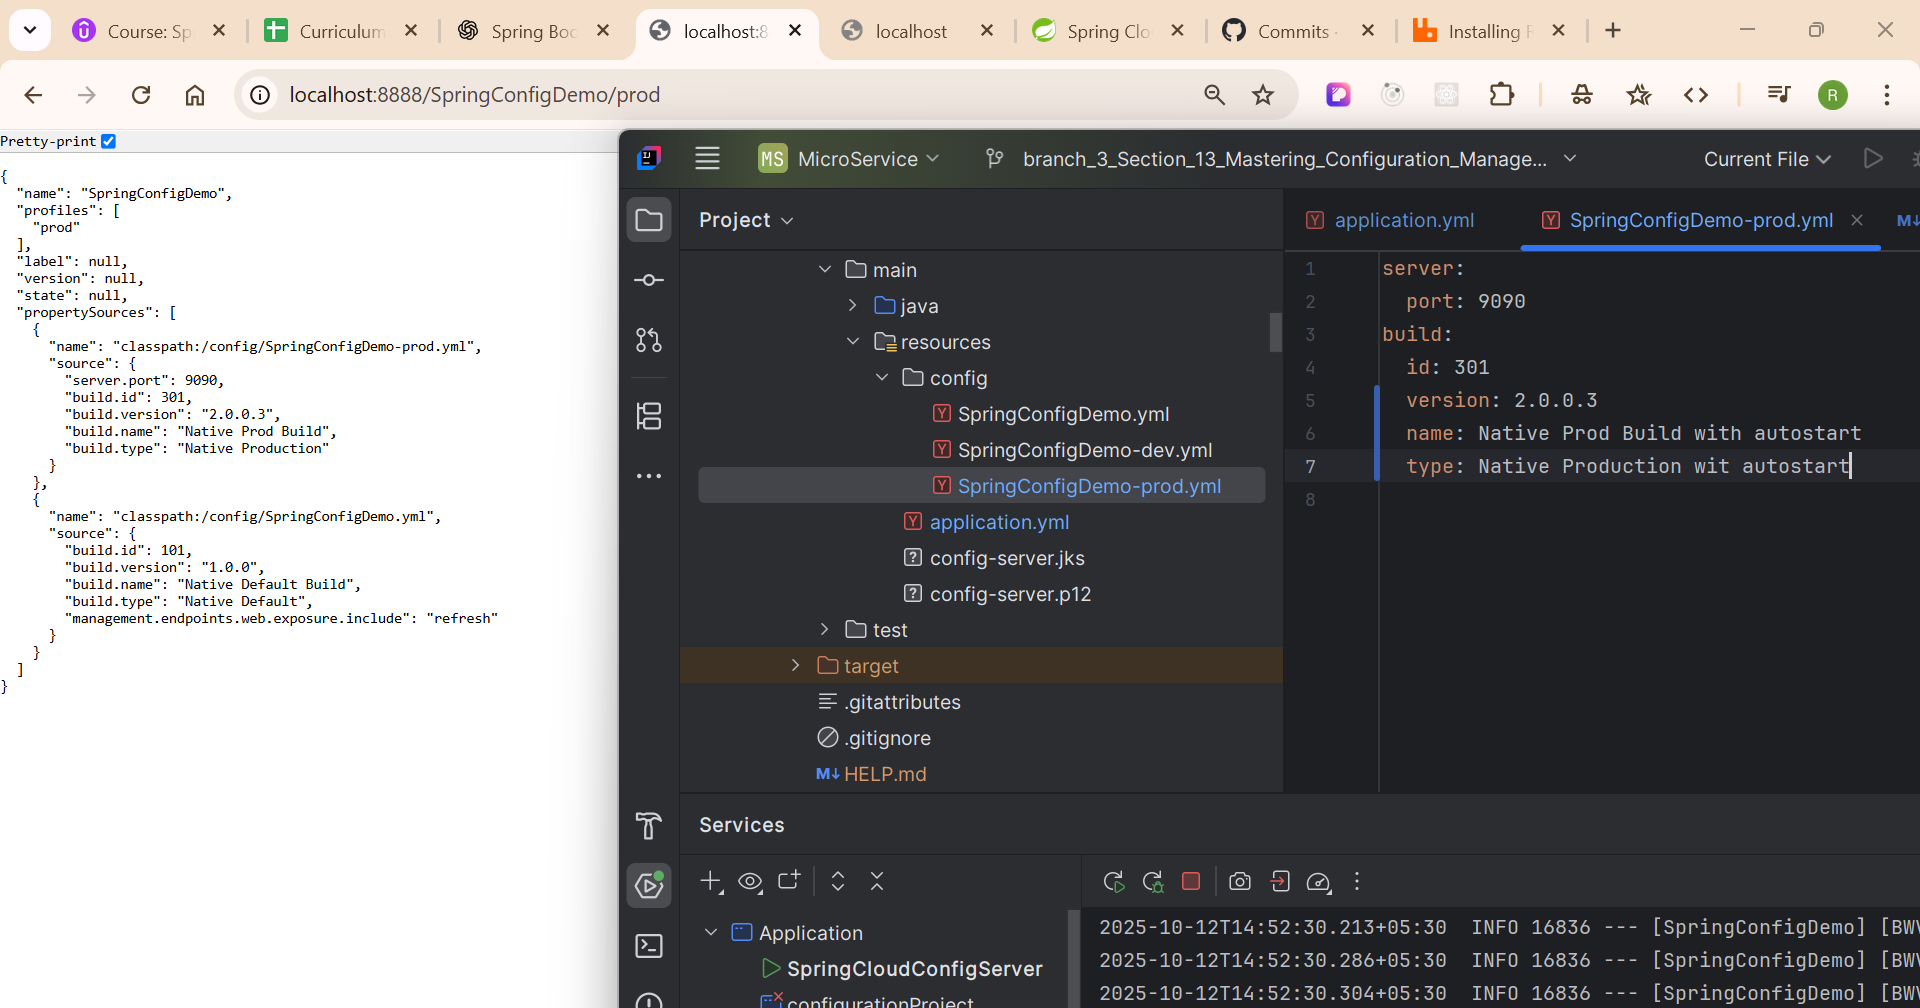 Course: Sp
Curriculum
Spring Boo
localhost:8
localhost
Spring Clo
Commits ·
Installing R
localhost:8888/SpringConfigDemo/prod
R
Pretty-print
{
"name": "SpringConfigDemo",
"profiles": [
"prod"
],
"label": null,
"version": null,
"state": null,
"propertySources": [
{
"name": "classpath:/config/SpringConfigDemo-prod.yml",
"source": {
"server.port": 9090,
"build.id": 301,
"build.version": "2.0.0.3",
"build.name": "Native Prod Build",
"build.type": "Native Production"
}
},
{
"name": "classpath:/config/SpringConfigDemo.yml",
"source": {
"build.id": 101,
"build.version": "1.0.0",
"build.name": "Native Default Build",
"build.type": "Native Default",
"management.endpoints.web.exposure.include": "refresh"
}
}
]
}
MS MicroService
branch_3_Section_13_Mastering_Configuration_Manage...
Current File
Project
main
java
resources
config
SpringConfigDemo.yml
SpringConfigDemo-dev.yml
SpringConfigDemo-prod.yml
application.yml
config-server.jks
config-server.p12
test
target
.gitattributes
.gitignore
M↓ HELP.md
application.yml
SpringConfigDemo-prod.yml
M↓
1 server:
2 port: 9090
3 build:
4 id: 301
5 version: 2.0.0.3
6 name: Native Prod Build with autostart
7 type: Native Production wit autostart
8
Services
Application
SpringCloudConfigServer
configurationProject
2025-10-12T14:52:30.213+05:30 INFO 16836 --- [SpringConfigDemo] [BW
2025-10-12T14:52:30.286+05:30 INFO 16836 --- [SpringConfigDemo] [BW
2025-10-12T14:52:30.304+05:30 INFO 16836 --- [SpringConfigDemo] [BW